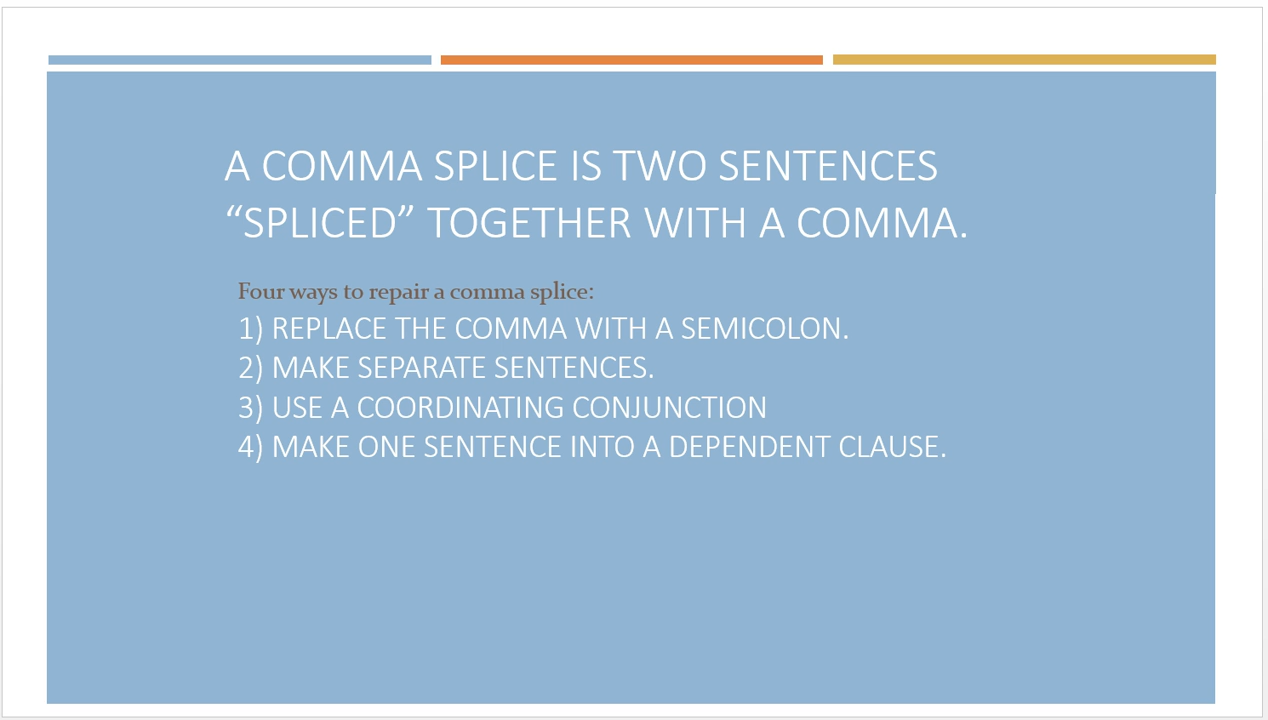 A COMMA SPLICE IS TWO SENTENCES
“SPLICED” TOGETHER WITH A COMMA.
Four ways to repair a comma splice:
1) REPLACE THE COMMA WITH A SEMICOLON.
2) MAKE SEPARATE SENTENCES.
3) USE A COORDINATING CONJUNCTION
4) MAKE ONE SENTENCE INTO A DEPENDENT CLAUSE.